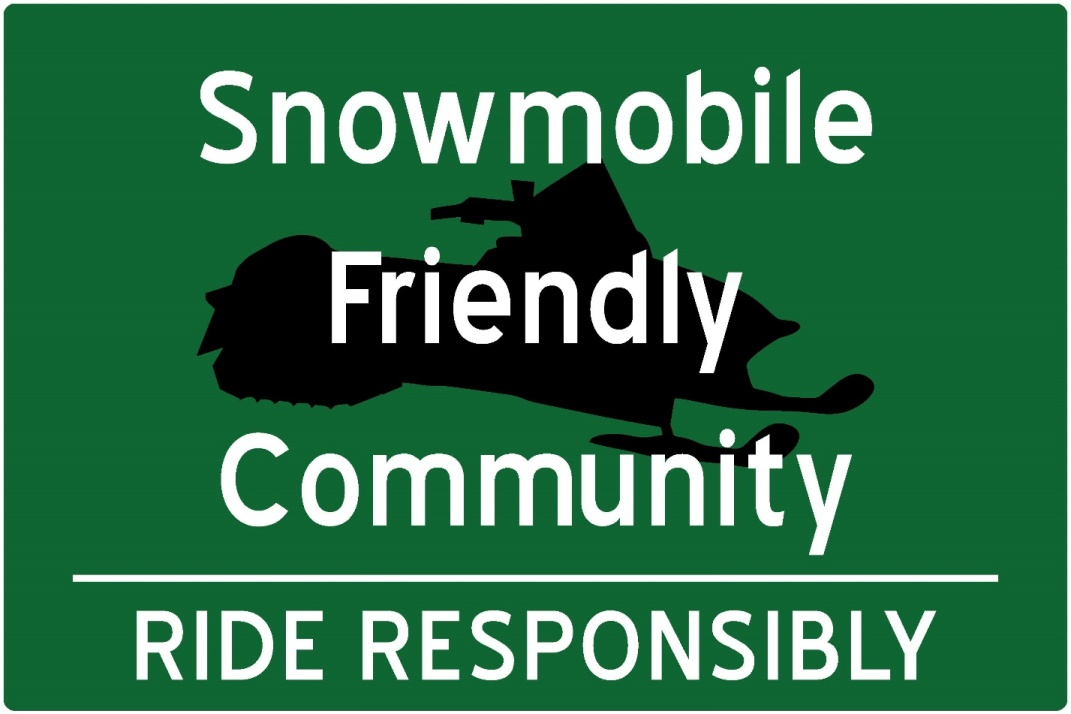 Snowmobile
Friendly
Community
RIDE RESPONSIBLY